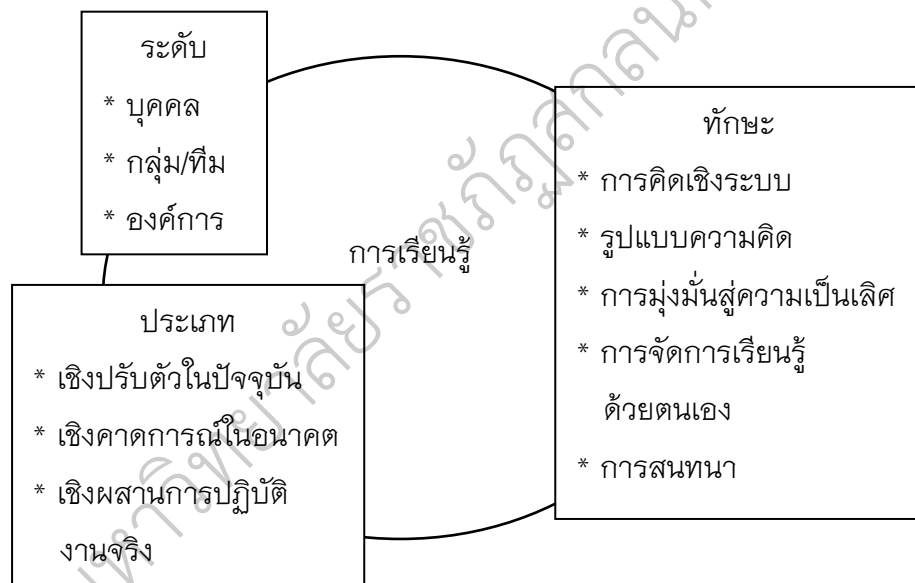 ระดับ
* บุคคล
* กลุ่ม/ทีม
* องค์การ
การเรียนรู้
ประเภท
* เชิงปรับตัวในปัจจุบัน
* เชิงคาดการณ์ในอนาคต
* เชิงผสานการปฏิบัติ
งานจริง
ทักษะ
* การคิดเชิงระบบ
* รูปแบบความคิด
* การมุ่งมั่นสู่ความเป็นเลิศ
* การจัดการเรียนรู้
ด้วยตนเอง
* การสนทนา